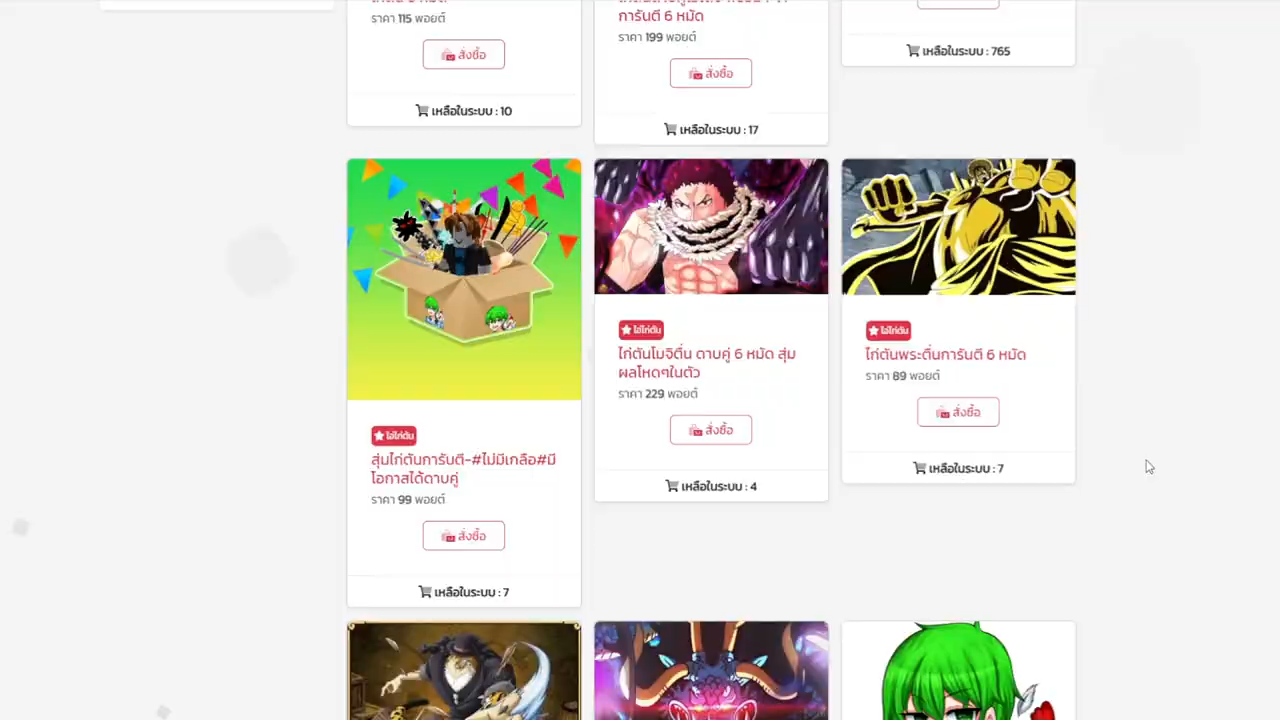 ราคา 115 พอยต์
สั่งซื้อ
เหลือในระบบ : 10
การันตี 6 หมัด
ราคา 199 พอยต์
สั่งซื้อ
เหลือในระบบ : 17
เหลือในระบบ : 765
ไอ้ไก่ตัน
สุ่มไก่ตันการันตี-#ไม่มีเกลือ#มี
โอกาสได้ดาบคู่
ราคา 99 พอยต์
สั่งซื้อ
เหลือในระบบ : 7
ไอ้ไก่ตัน
ไก่ตันโมจิตื่น ดาบคู่ 6 หมัด สุ่ม
ผลโหดๆในตัว
ราคา 229 พอยต์
สั่งซื้อ
เหลือในระบบ : 4
ไอ้ไก่ตัน
ไก่ตันพระตื่นการันตี 6 หมัด
ราคา 89 พอยต์
สั่งซื้อ
เหลือในระบบ : 7